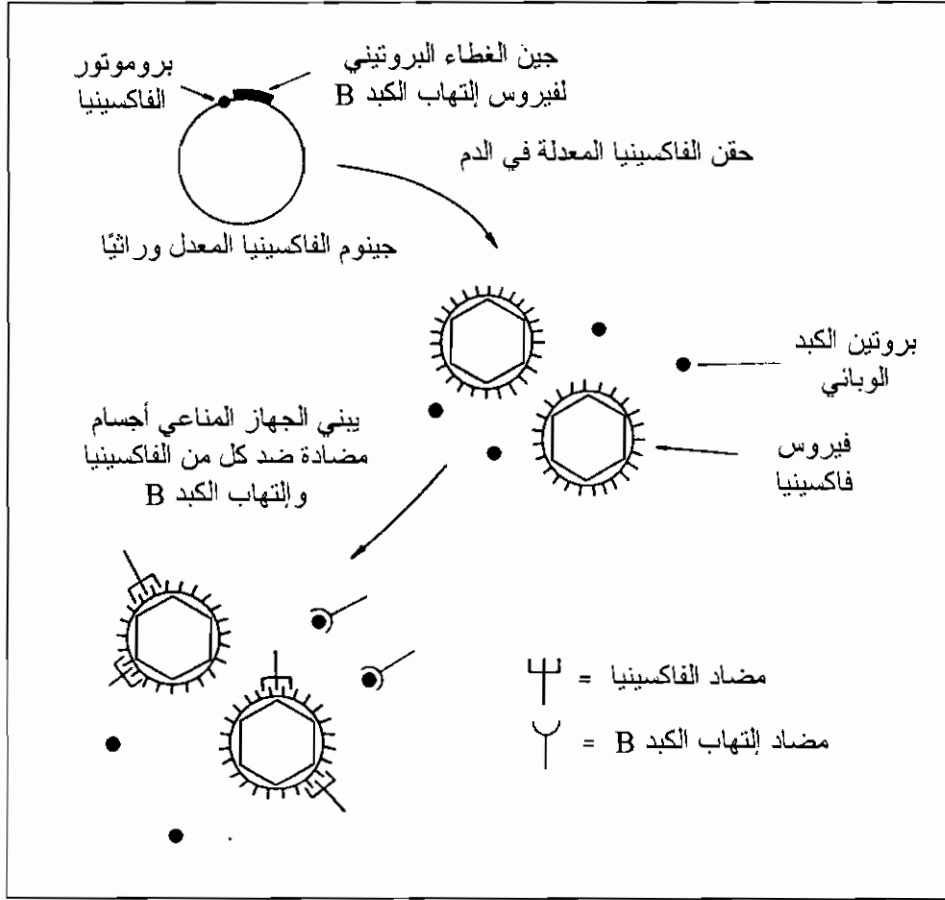 بروموتور
الفاكسينيا
جين الغطاء البروتيني
لفيروس إلتهاب الكبد B
حقن الفاكسينيا المعدلة في الدم
جينوم الفاكسينيا المعدل وراثيًا
بروتين الكبد
الوبائي
فيروس
فاكسينيا
يبني الجهاز المناعي أجسام
مضادة ضد كل من الفاكسينيا
وإلتهاب الكبد B
= مضاد الفاكسينيا
= مضاد إلتهاب الكبد B